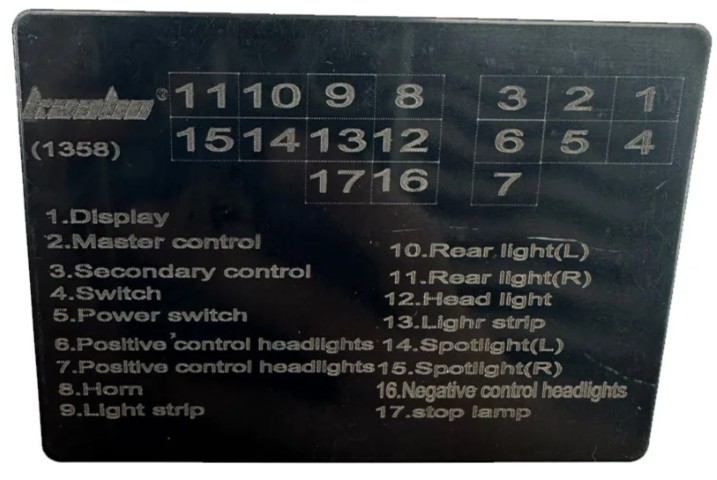 ® 11 10 9 8 3 2 1
(1358) 15 14 13 12 6 5 4
17 16 7
1.Display
2.Master control
3.Secondary control
4.Switch
5.Power switch
6.Positive control headlights
7.Positive control headlights
8.Horn
9.Light strip
10.Rear light(L)
11.Rear light(R)
12.Head light
13.Lighr strip
14.Spotlight(L)
15.Spotlight(R)
16.Negative control headlights
17.stop lamp